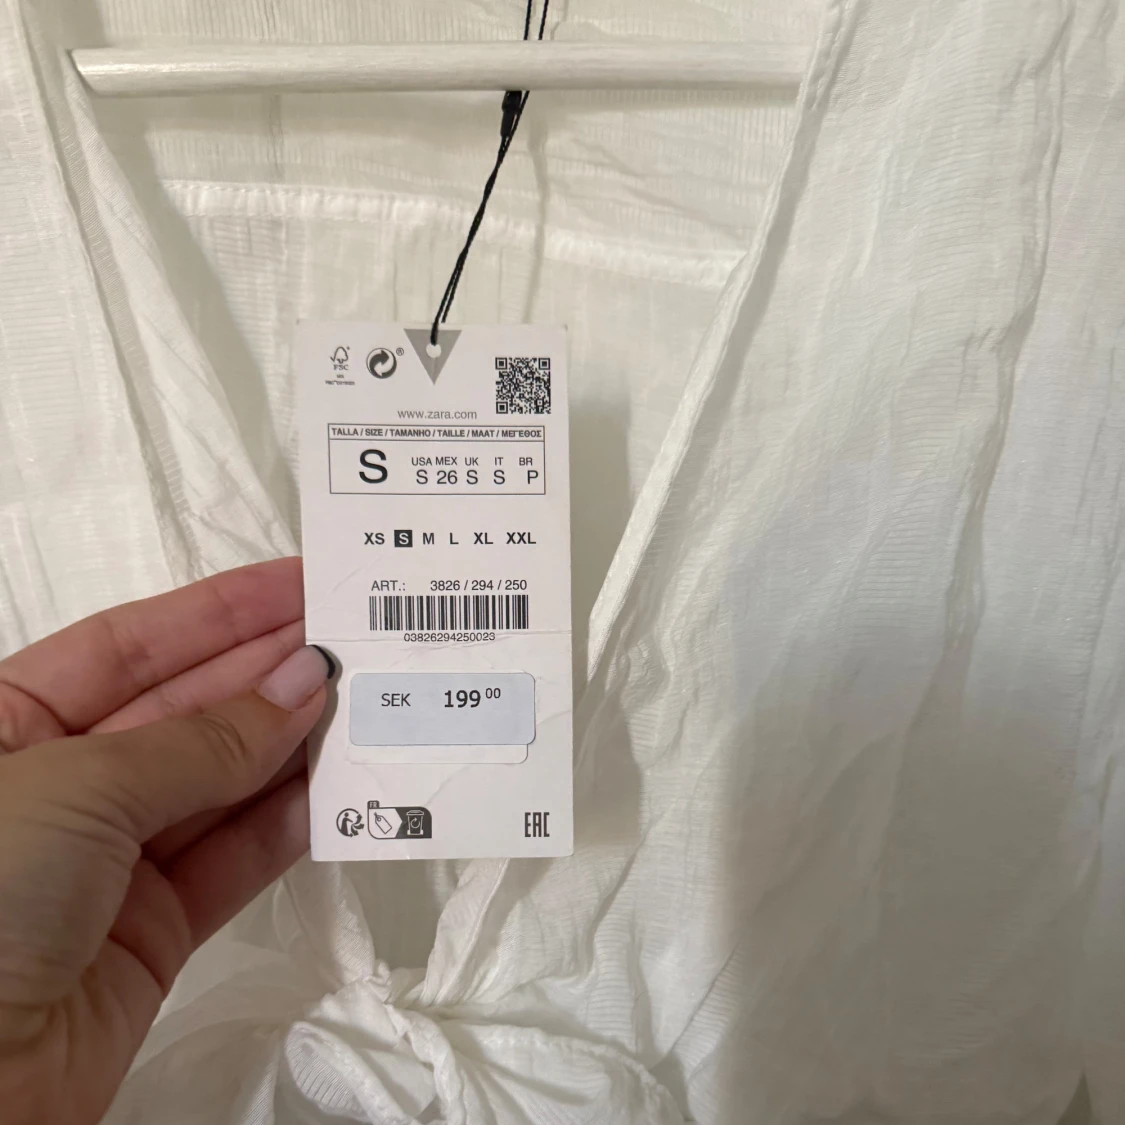 FSC
®
www.zara.com
TALLA / SIZE / TAMANHO / TAILLE / MAAT / ΜΕΓΕΘΟΣ
S
USA MEX UK IT BR
S 26 S S P
XS S M L XL XXL
ART.: 3826 / 294 / 250
03826294250023
SEK 199 00
FR
EAC